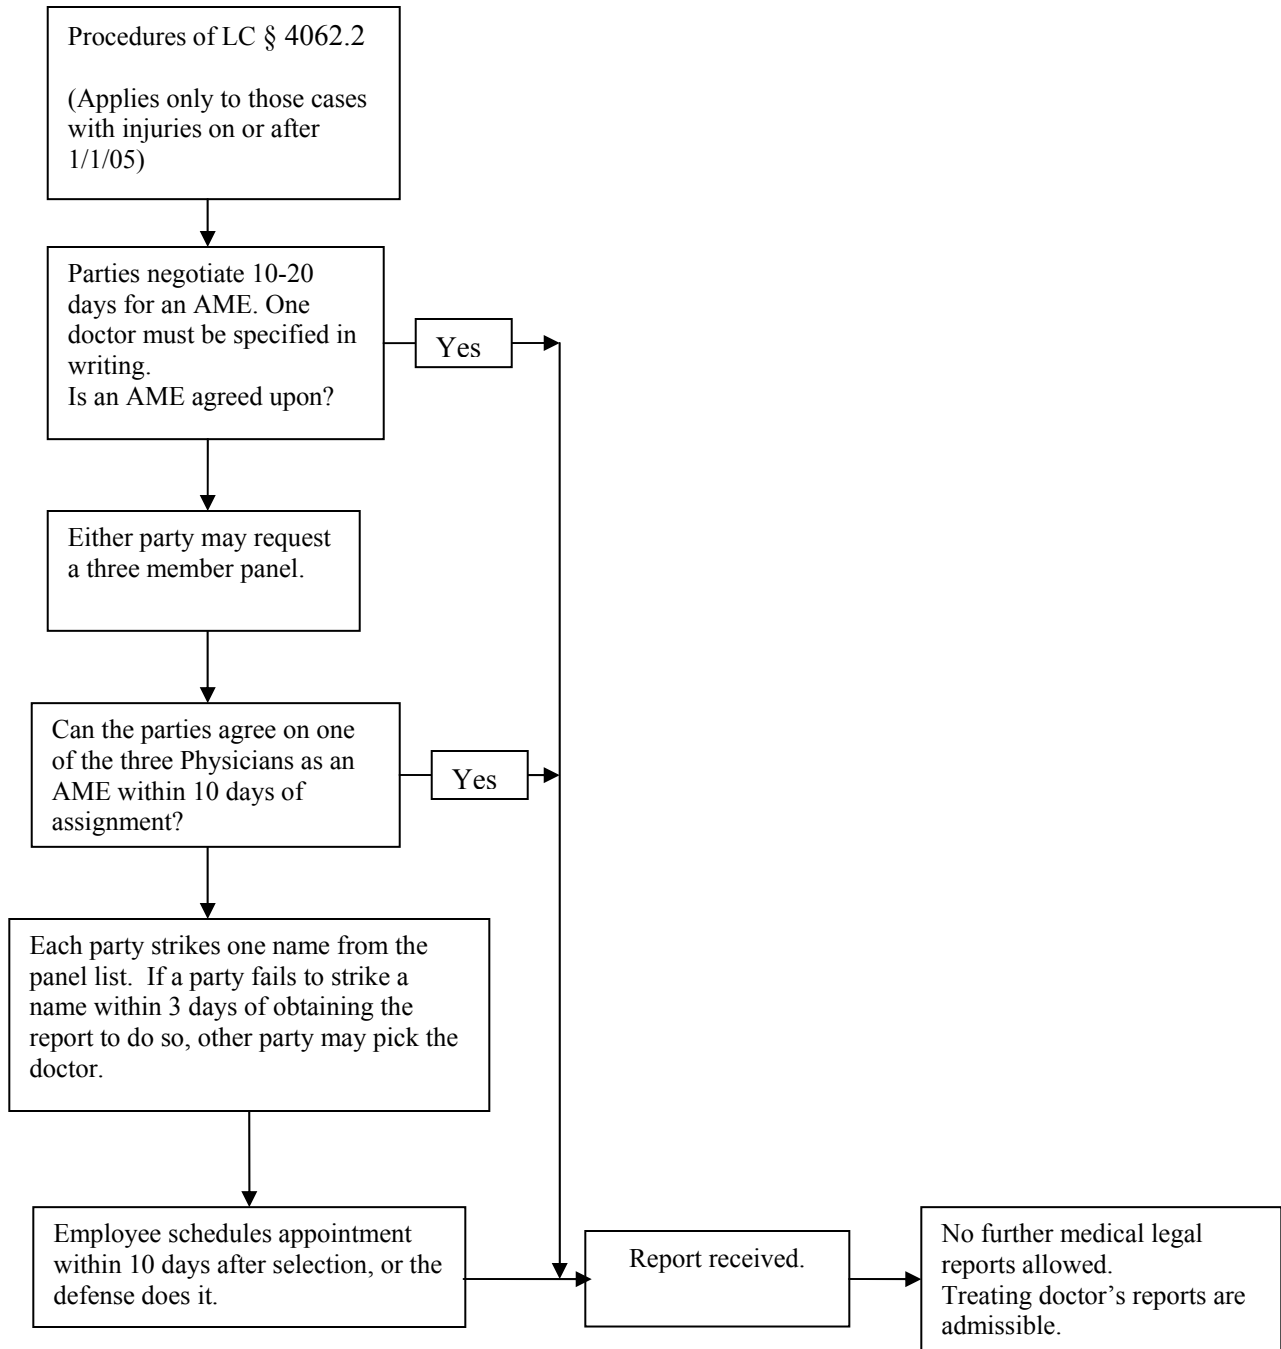 Procedures of LC § 4062.2
(Applies only to those cases
with injuries on or after
1/1/05)
Parties negotiate 10-20
days for an AME. One
doctor must be specified in
writing.
Is an AME agreed upon?
Yes
Either party may request
a three member panel.
Can the parties agree on one
of the three Physicians as an
AME within 10 days of
assignment?
Yes
Each party strikes one name from the
panel list.  If a party fails to strike a
name within 3 days of obtaining the
report to do so, other party may pick the
doctor.
Employee schedules appointment
within 10 days after selection, or the
defense does it.
Report received.
No further medical legal
reports allowed.
Treating doctor’s reports are
admissible.